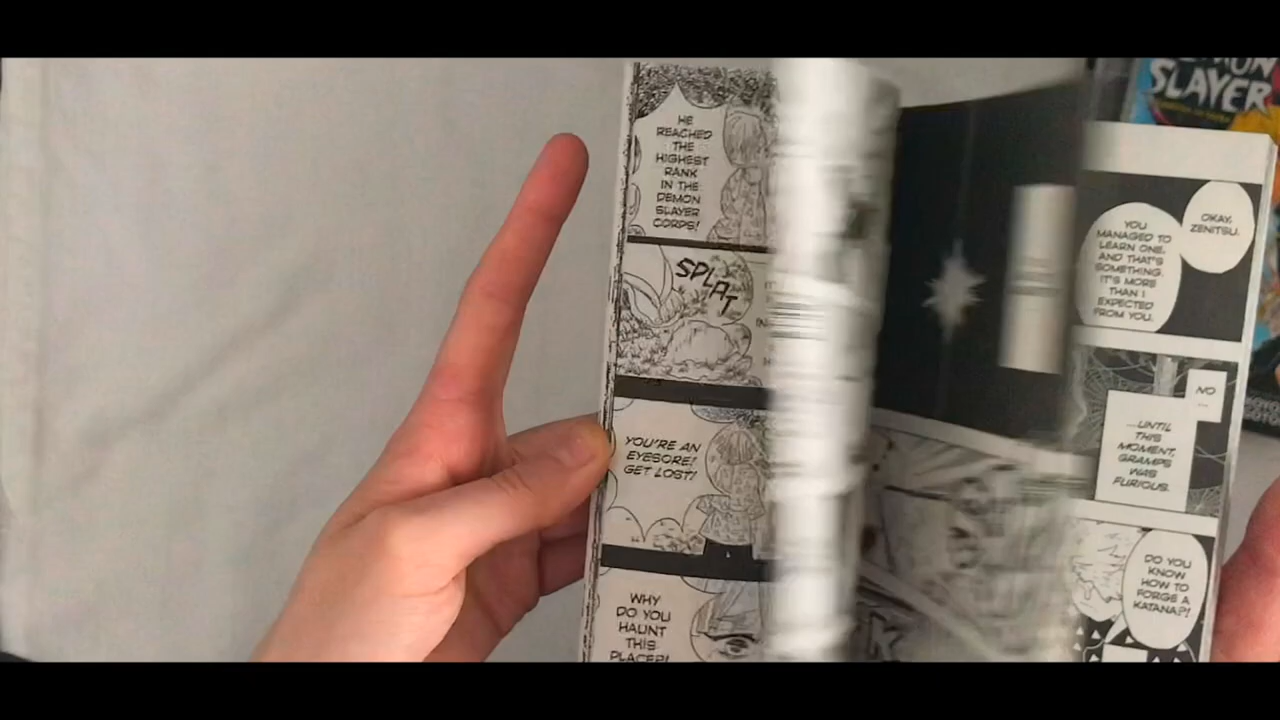 HE
REACHED
THE
HIGHEST
RANK
IN THE
DEMON
SLAYER
CORPS!
SPLAT
YOU'RE AN
EYESORE!
GET LOST!
WHY
DO YOU
HAUNT
THIS
PLACE?!
SLAYER
OKAY,
ZENITSU.
YOU
MANAGED TO
LEARN ONE,
AND THAT'S
SOMETHING.
IT'S MORE
THAN I
EXPECTED
FROM YOU.
NO
...
...UNTIL
THIS
MOMENT,
GRAMPS
WAS
FURIOUS.
DO YOU
KNOW
HOW TO
FORGE A
KATANA?!